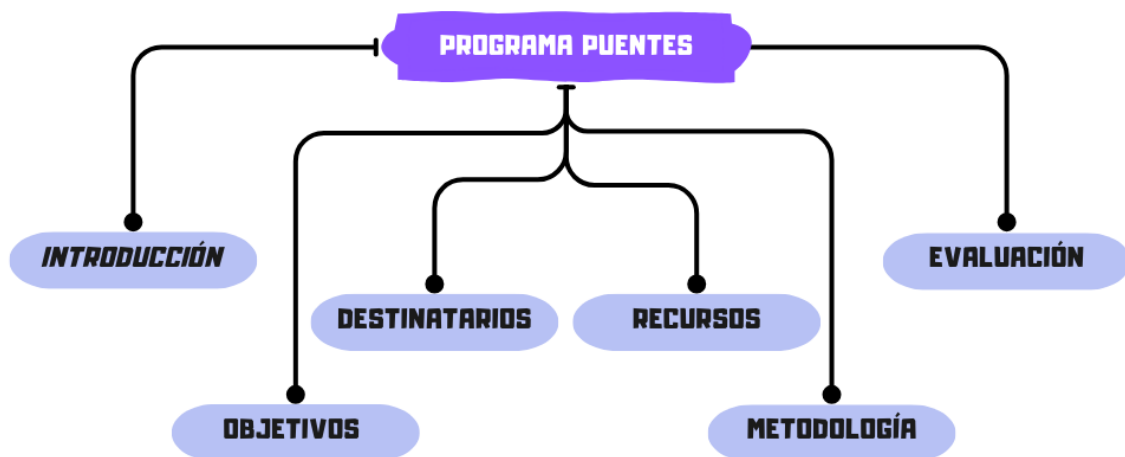 PROGRAMA PUENTES
INTRODUCCIÓN
EVALUACIÓN
DESTINATARIOS
RECURSOS
OBJETIVOS
METODOLOGÍA